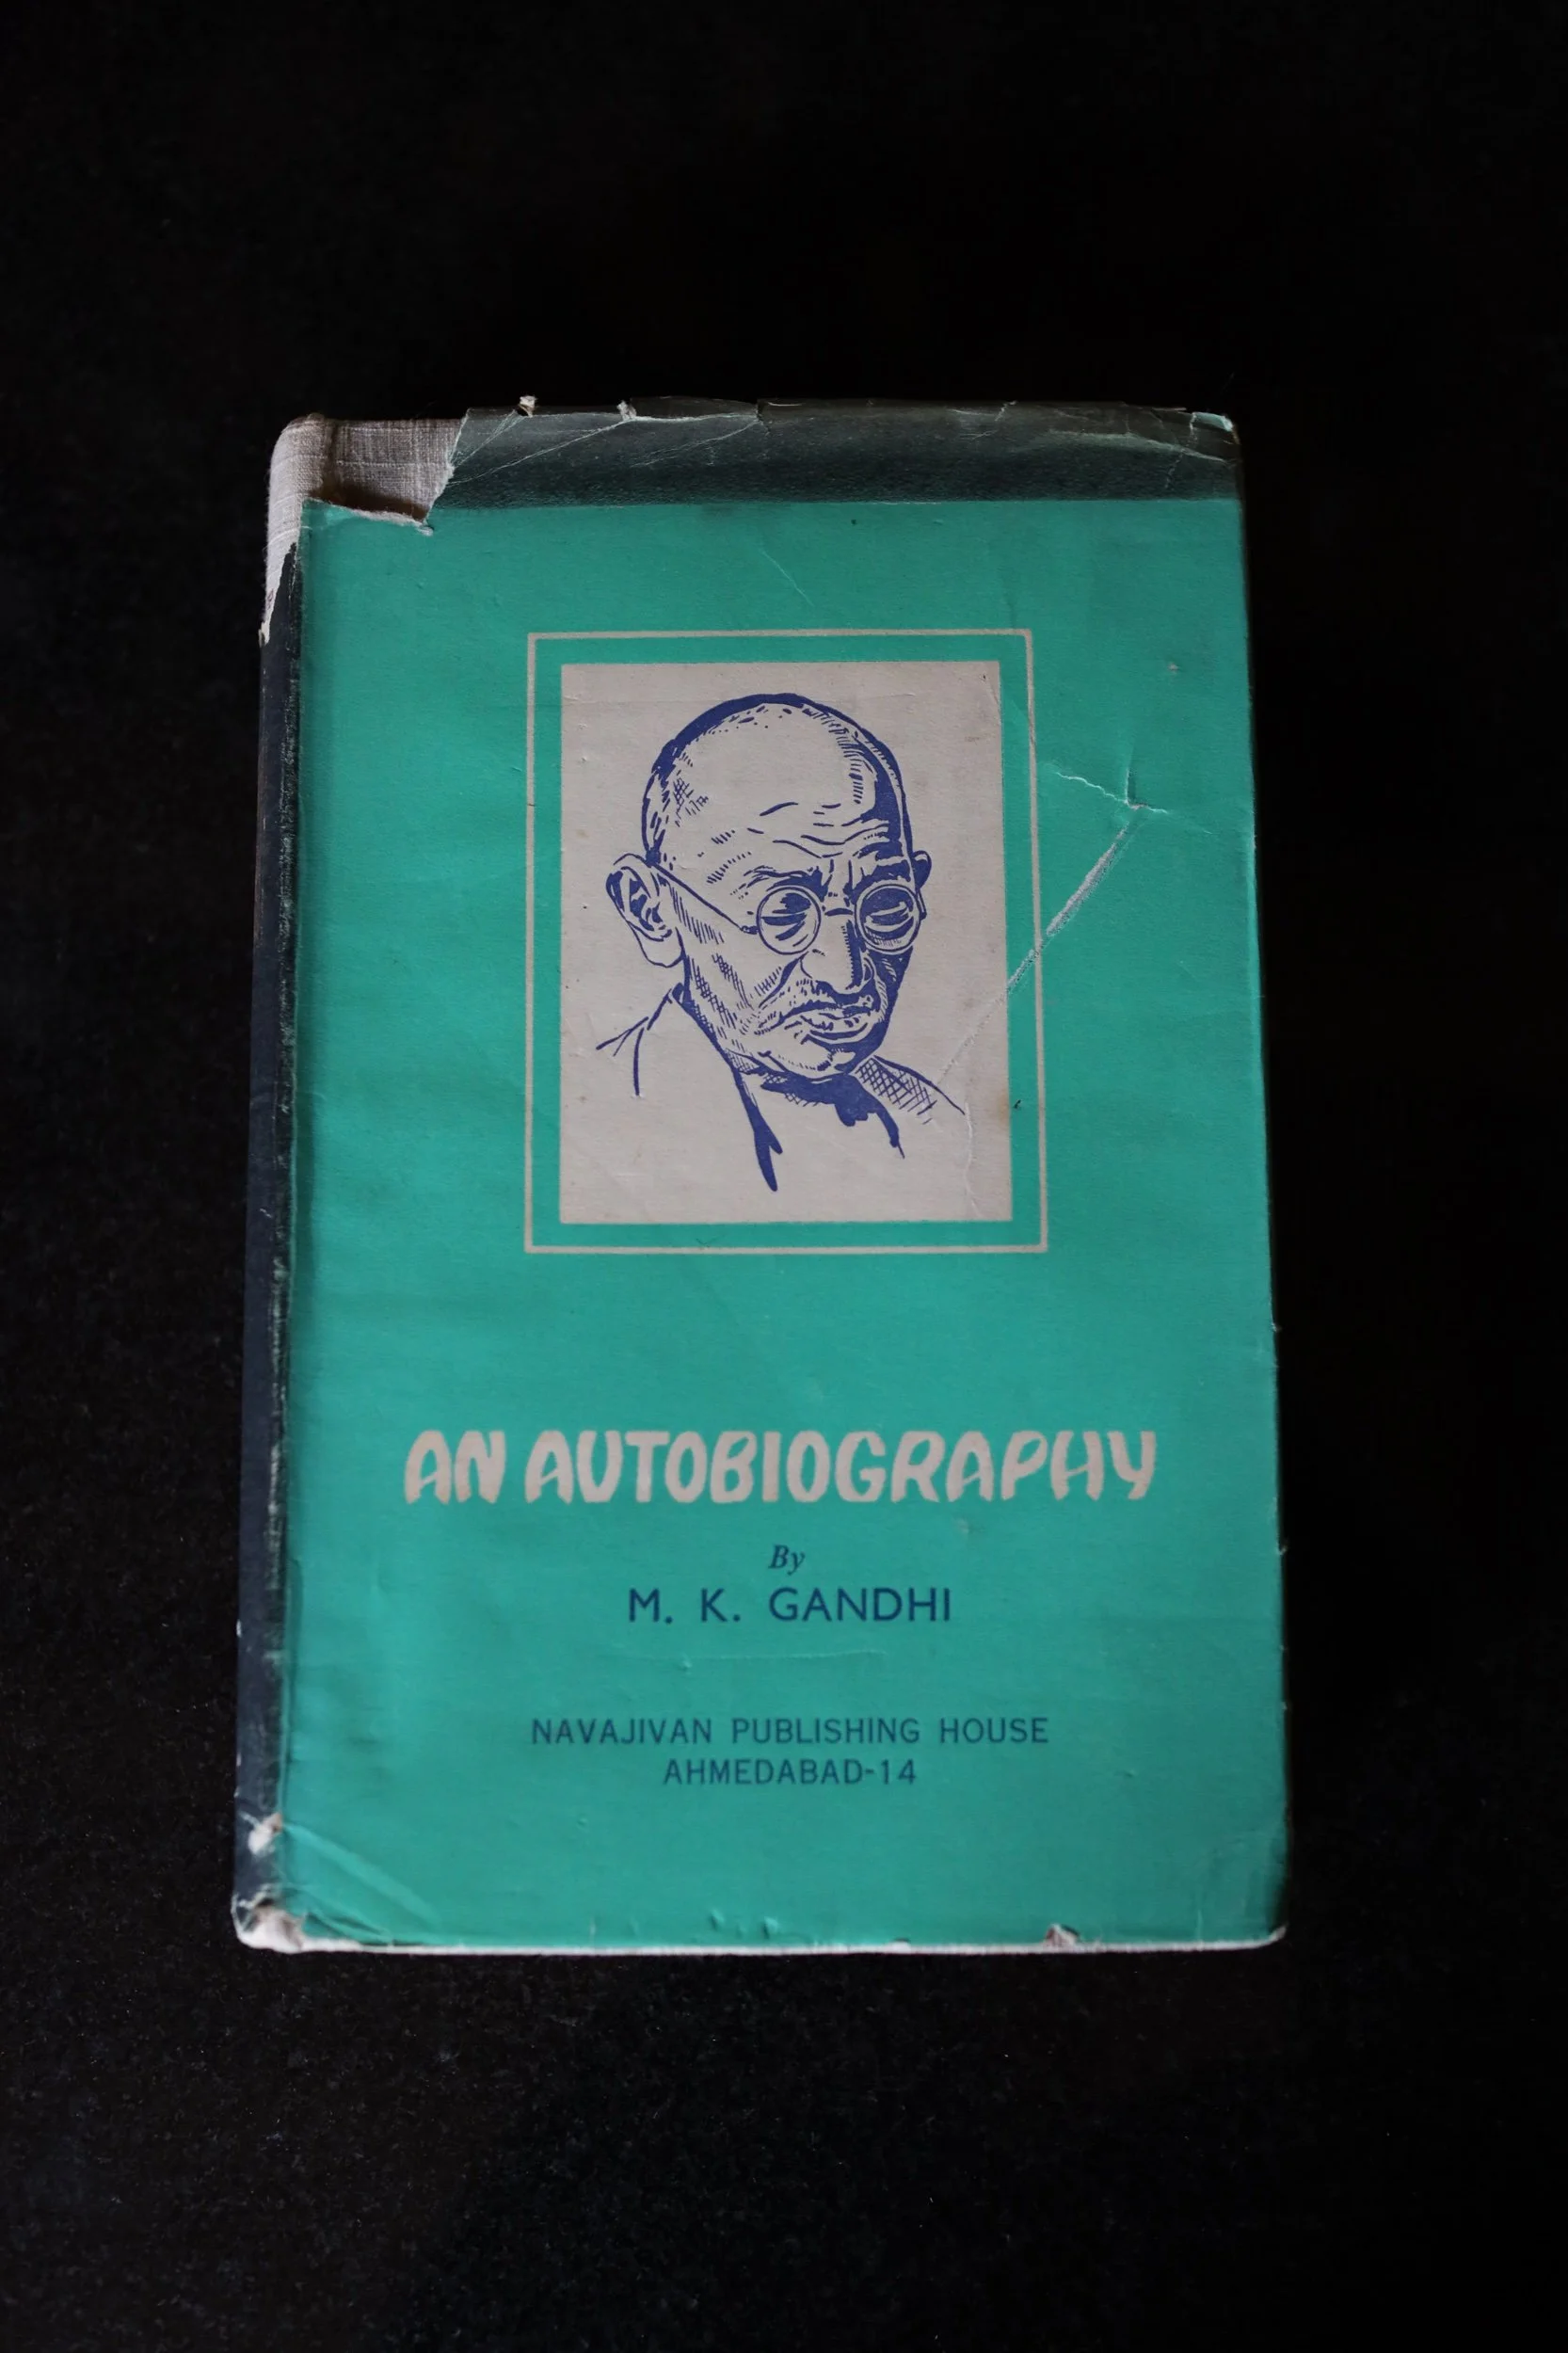 AN AUTOBIOGRAPHY
By
M. K. GANDHI
NAVAJIVAN PUBLISHING HOUSE
AHMEDABAD-14